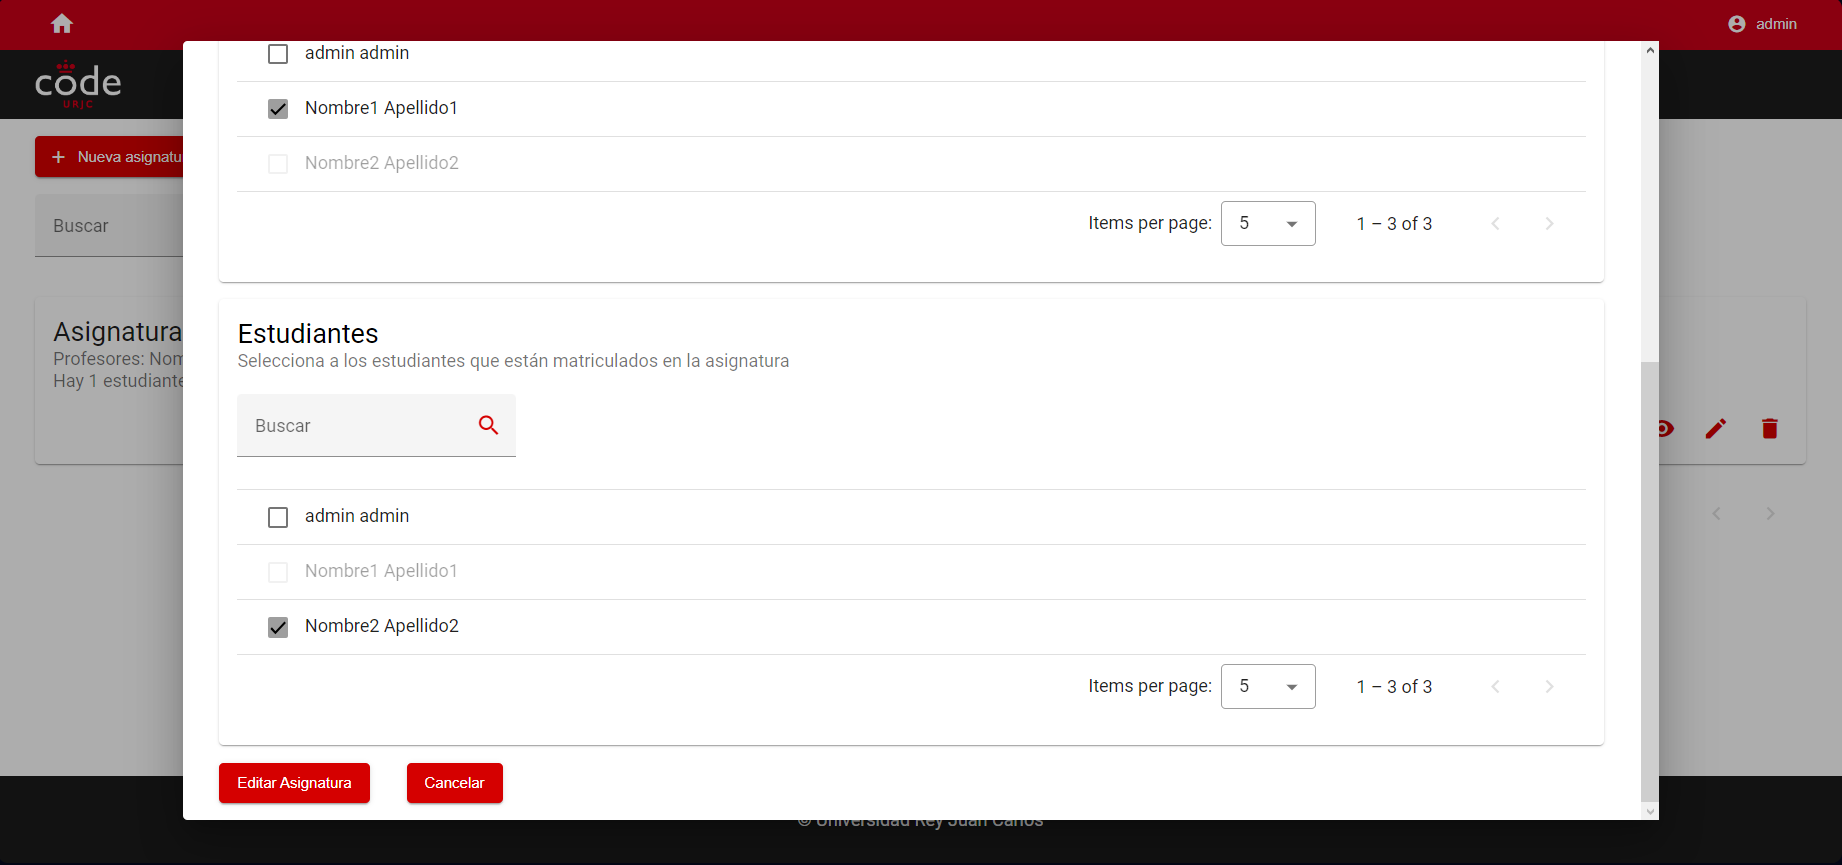 admin
code
URJC
Nueva asignatu
Buscar
Asignatura
Profesores: Nom
Hay 1 estudiante
admin admin
Nombre1 Apellido1
Nombre2 Apellido2
Items per page: 5 1 – 3 of 3
Estudiantes
Selecciona a los estudiantes que están matriculados en la asignatura
Buscar
admin admin
Nombre1 Apellido1
Nombre2 Apellido2
Items per page: 5 1 – 3 of 3
Editar Asignatura Cancelar
© Universidad Rey Juan Carlos